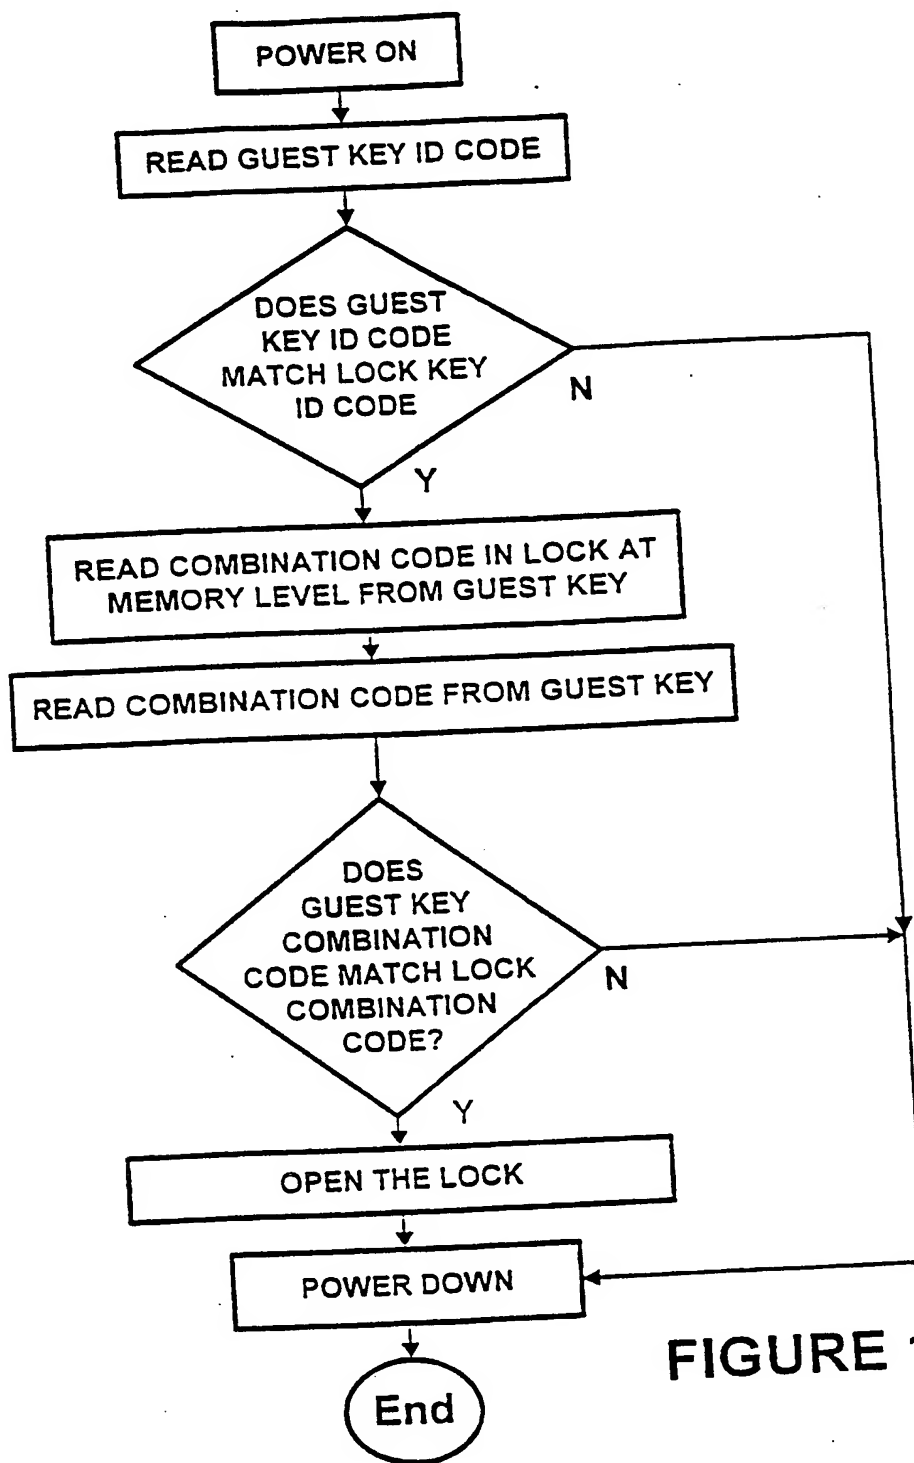 POWER ON
READ GUEST KEY ID CODE
DOES GUEST
KEY ID CODE
MATCH LOCK KEY
ID CODE
N
Y
READ COMBINATION CODE IN LOCK AT
MEMORY LEVEL FROM GUEST KEY
READ COMBINATION CODE FROM GUEST KEY
DOES
GUEST KEY
COMBINATION
CODE MATCH LOCK
COMBINATION
CODE?
N
Y
OPEN THE LOCK
POWER DOWN
End
FIGURE